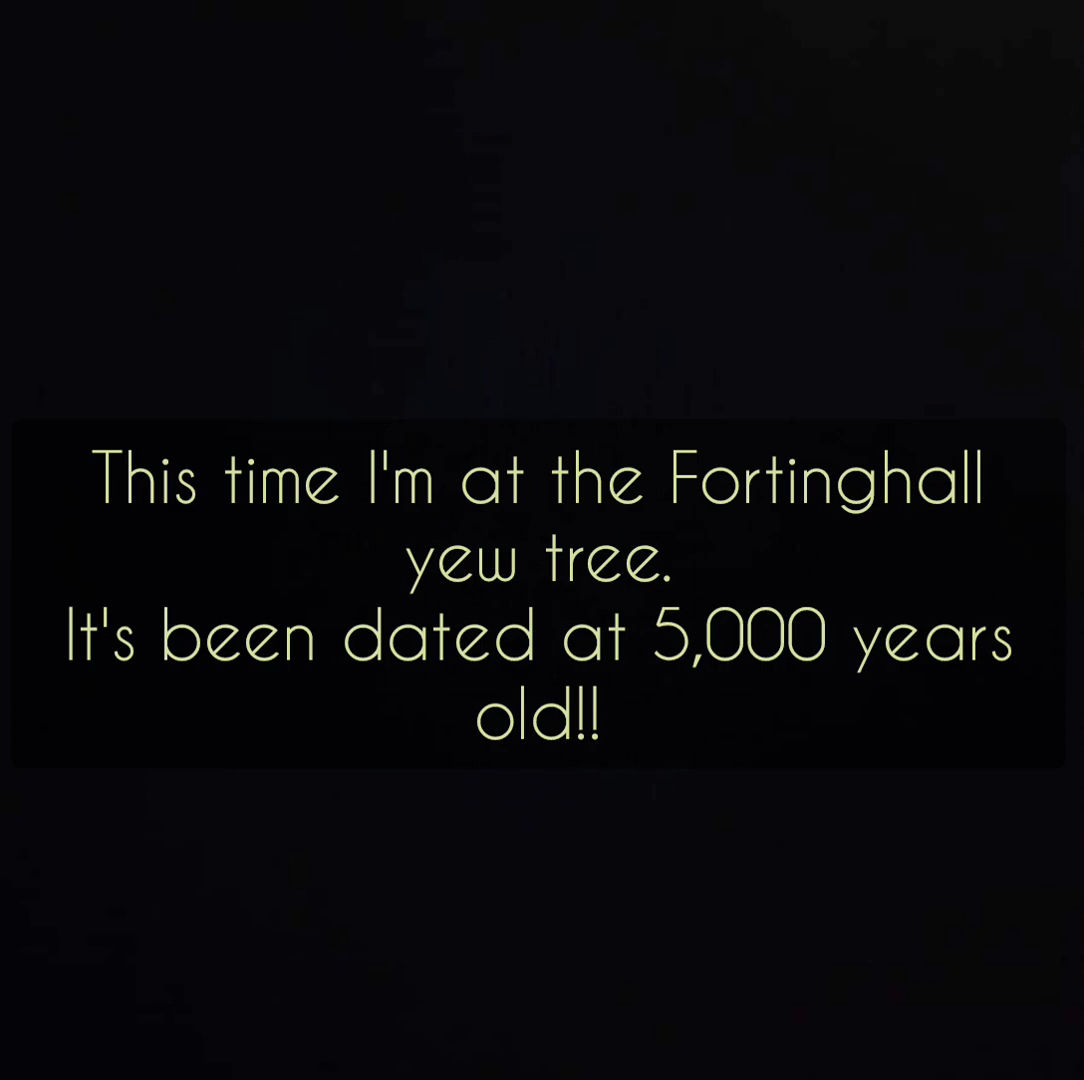 This time I'm at the Fortinghall
yew tree.
It's been dated at 5,000 years
old!!